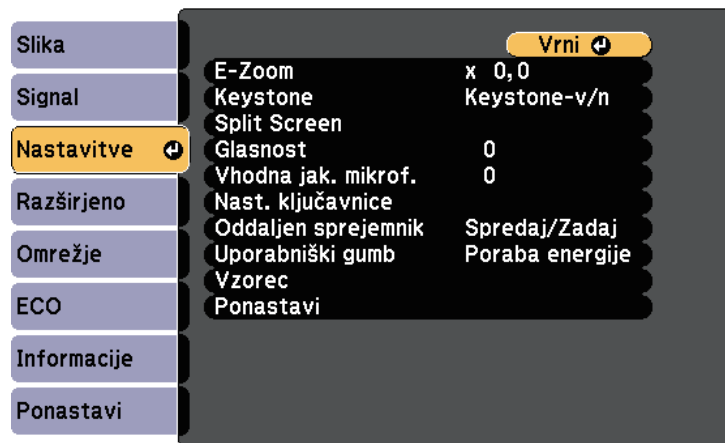 Slika
Signal
Nastavitve
Razširjeno
Omrežje
ECO
Informacije
Ponastavi
Vrni
E-Zoom x 0,0
Keystone Keystone-v/n
Split Screen
Glasnost 0
Vhodna jak. mikrof. 0
Nast. ključavnice
Oddaljen sprejemnik Spredaj/Zadaj
Uporabniški gumb Poraba energije
Vzorec
Ponastavi